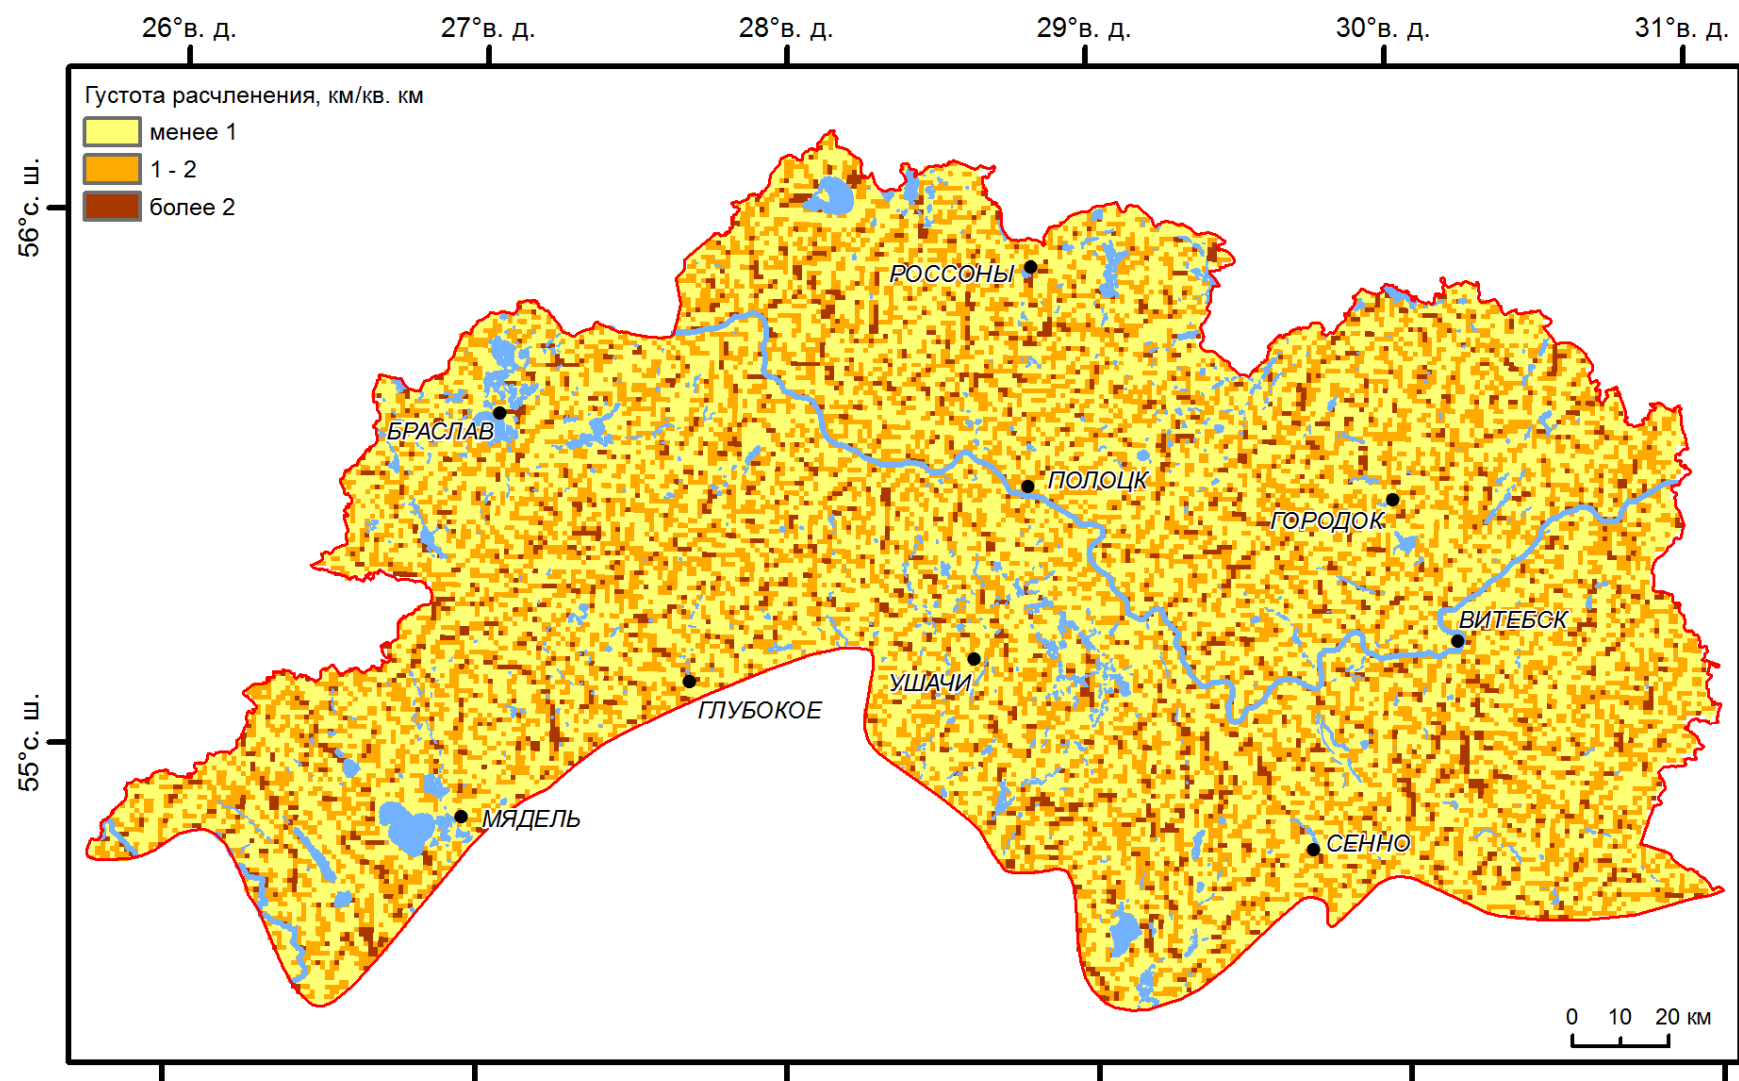 26°в. д. 27°в. д. 28°в. д. 29°в. д. 30°в. д. 31°в. д.
Густота расчленения, км/кв. км
менее 1
1 - 2
более 2
56°с. ш.
РОССОНЫ
БРАСЛАВ
ПОЛОЦК
ГОРОДОК
ВИТЕБСК
УШАЧИ
ГЛУБОКОЕ
55°с. ш.
МЯДЕЛЬ
СЕННО
0 10 20 км